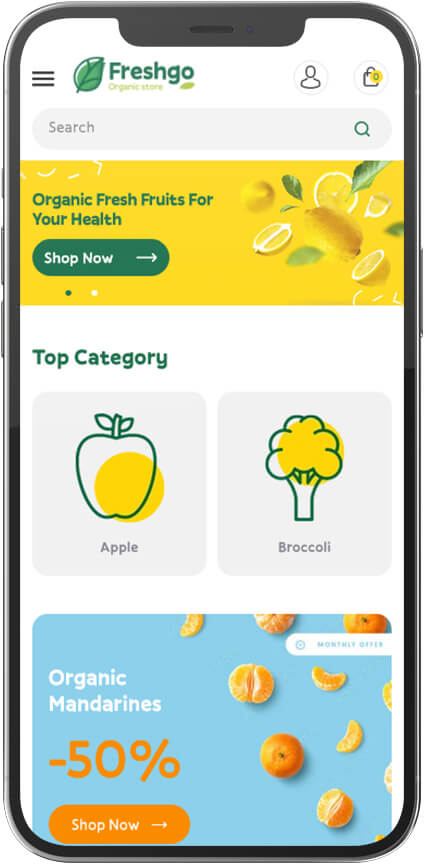 Freshgo
Organic store
0
Search
Organic Fresh Fruits For
Your Health
Shop Now
Top Category
Apple
Broccoli
MONTHLY OFFER
Organic
Mandarines
-50%
Shop Now